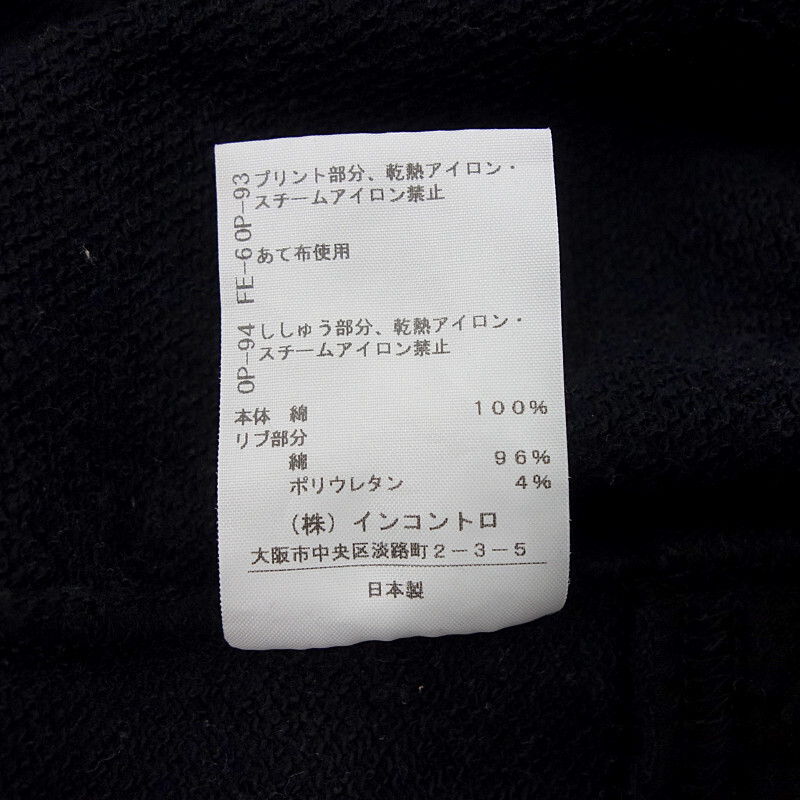 OP-93
プリント部分、乾熱アイロン・
スチームアイロン禁止
FE-6
あて布使用
OP-94
ししゅう部分、乾熱アイロン・
スチームアイロン禁止
本体 綿 100%
リブ部分
綿 96%
ポリウレタン 4%
(株)インコントロ
大阪市中央区淡路町2-3-5
日本製